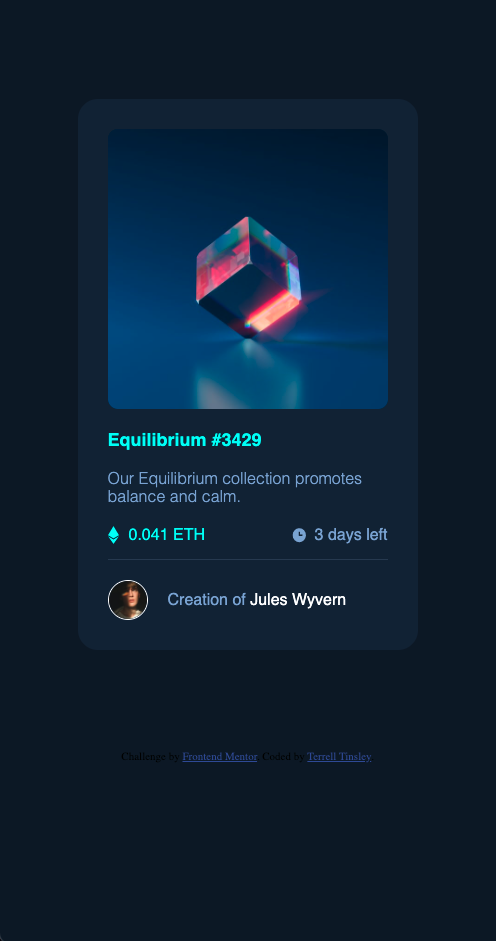 Equilibrium #3429
Our Equilibrium collection promotes
balance and calm.
0.041 ETH 3 days left
Creation of Jules Wyvern
Challenge by Frontend Mentor. Coded by Terrell Tinsley.